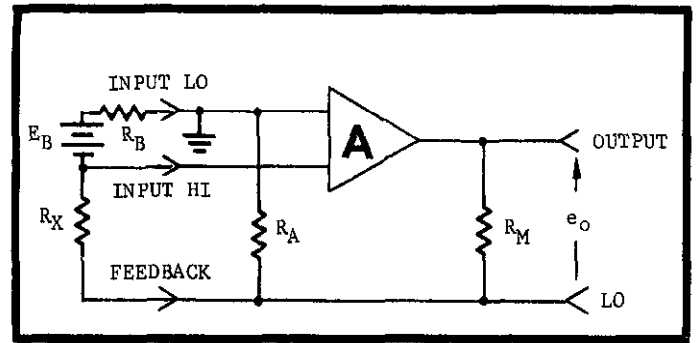 INPUT LO
E_B
R_B
A
OUTPUT
INPUT HI
R_X
R_A
R_M
e_o
FEEDBACK
LO